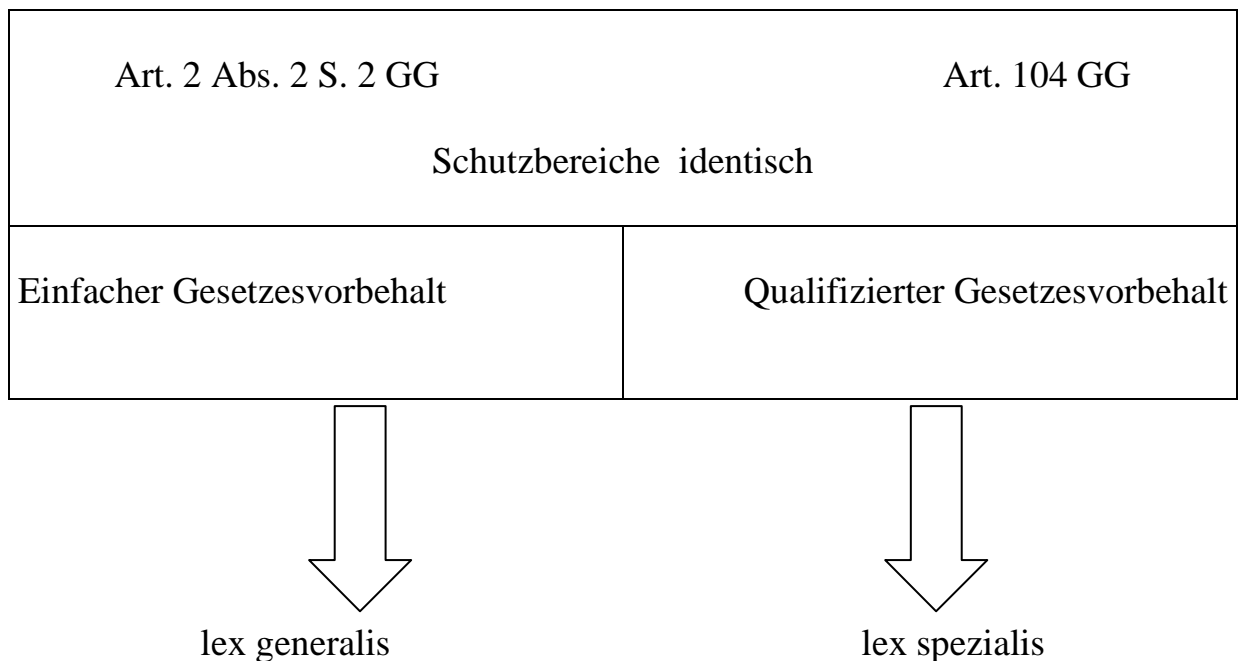 Art. 2 Abs. 2 S. 2 GG Art. 104 GG
Schutzbereiche identisch
Einfacher Gesetzesvorbehalt Qualifizierter Gesetzesvorbehalt
lex generalis lex spezialis